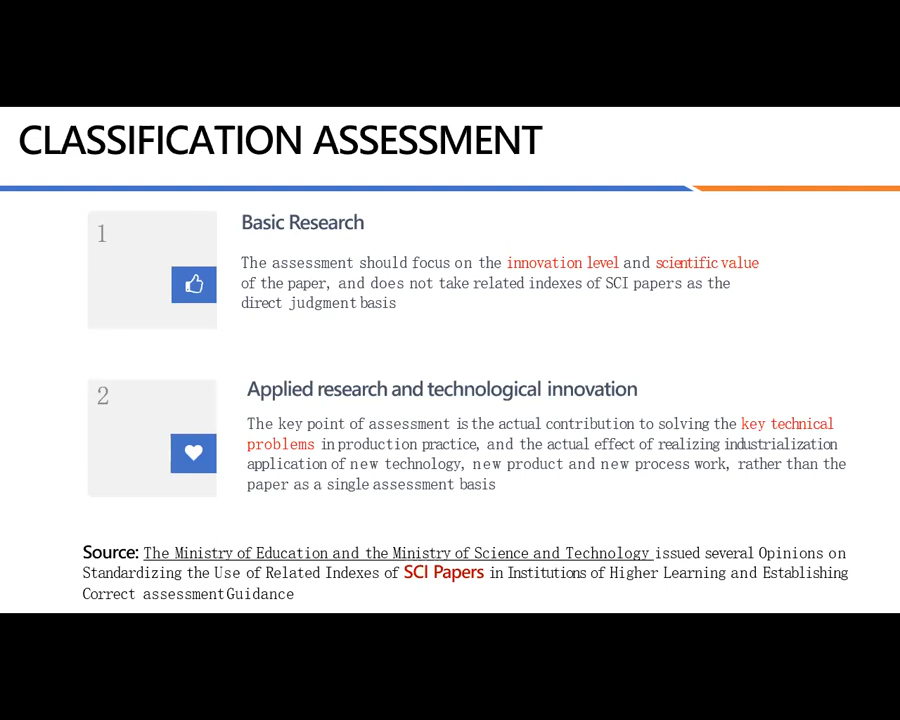 CLASSIFICATION ASSESSMENT
1
Basic Research
The assessment should focus on the innovation level and scientific value
of the paper, and does not take related indexes of SCI papers as the
direct judgment basis
2
Applied research and technological innovation
The key point of assessment is the actual contribution to solving the key technical
problems in production practice, and the actual effect of realizing industrialization
application of new technology, new product and new process work, rather than the
paper as a single assessment basis
Source: The Ministry of Education and the Ministry of Science and Technology issued several Opinions on
Standardizing the Use of Related Indexes of SCI Papers in Institutions of Higher Learning and Establishing
Correct assessment Guidance